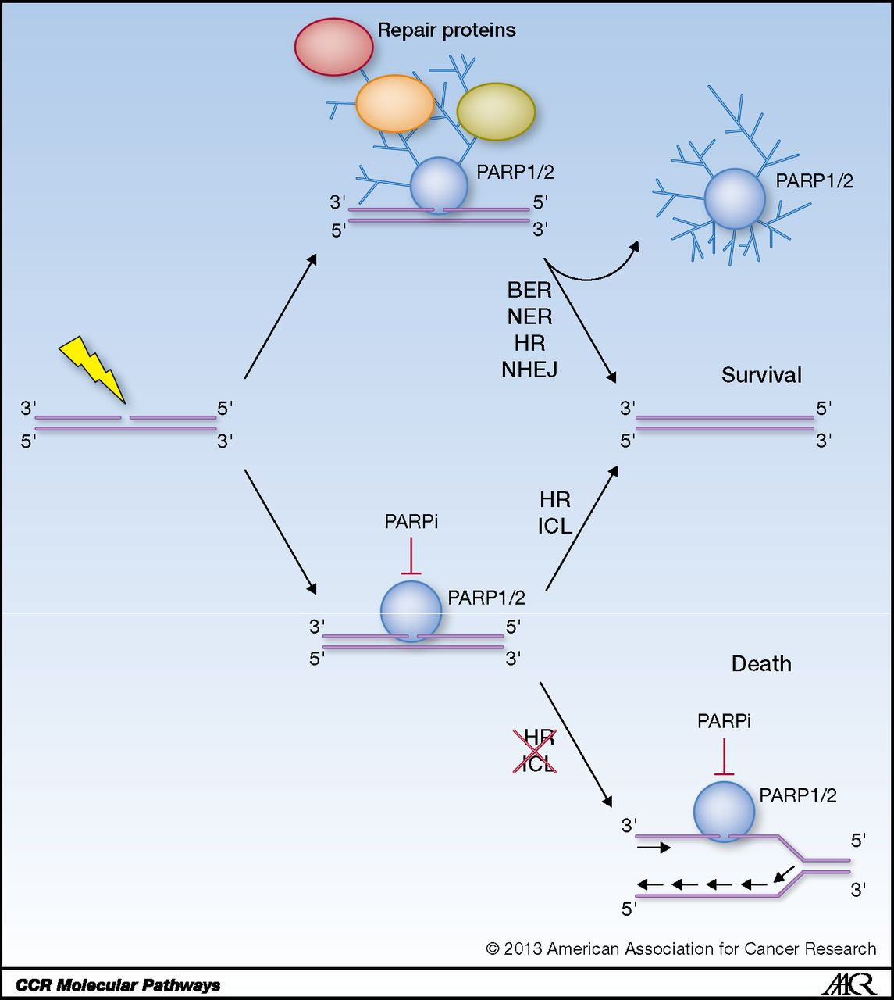 Repair proteins
PARP1/2
3' 5'
5' 3'
PARP1/2
BER
NER
HR
NHEJ
3' 5'
5' 3'
Survival
3' 5'
5' 3'
HR
ICL
PARPi
PARP1/2
3' 5'
5' 3'
HR
ICL
Death
PARPi
PARP1/2
3' 5'
5' 3'
© 2013 American Association for Cancer Research
CCR Molecular Pathways
AACR